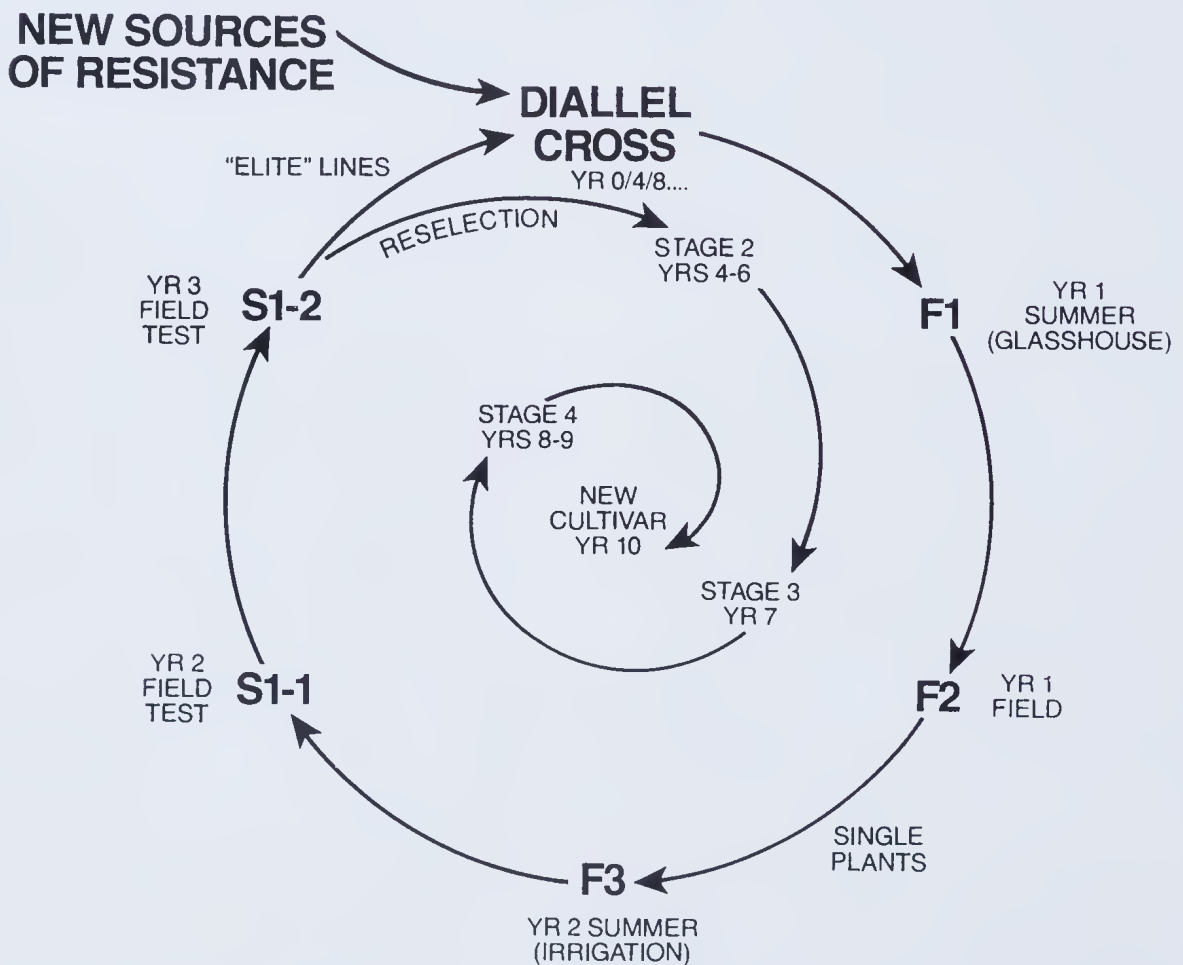 NEW SOURCES
OF RESISTANCE
DIALLEL
CROSS
YR 0/4/8....
"ELITE" LINES
RESELECTION
STAGE 2
YRS 4-6
YR 3
FIELD
TEST
S1-2
F1
YR 1
SUMMER
(GLASSHOUSE)
STAGE 4
YRS 8-9
NEW
CULTIVAR
YR 10
STAGE 3
YR 7
YR 2
FIELD
TEST
S1-1
F2
YR 1
FIELD
SINGLE
PLANTS
F3
YR 2 SUMMER
(IRRIGATION)